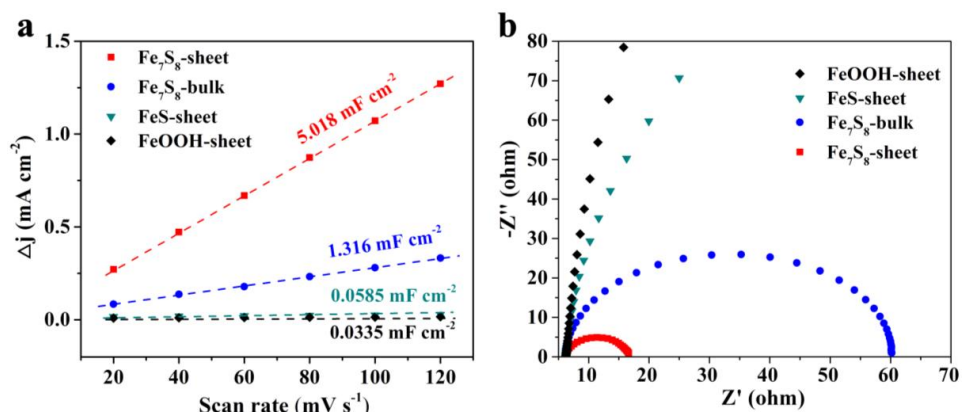 a
Δj (mA cm⁻²)
1.5
1.0
0.5
0.0
Fe₇S₈-sheet
Fe₇S₈-bulk
FeS-sheet
FeOOH-sheet
5.018 mF cm⁻²
1.316 mF cm⁻²
0.0585 mF cm⁻²
0.0335 mF cm⁻²
20 40 60 80 100 120
Scan rate (mV s⁻¹)
b
-Z'' (ohm)
80
70
60
50
40
30
20
10
0
FeOOH-sheet
FeS-sheet
Fe₇S₈-bulk
Fe₇S₈-sheet
10 20 30 40 50 60 70
Z' (ohm)